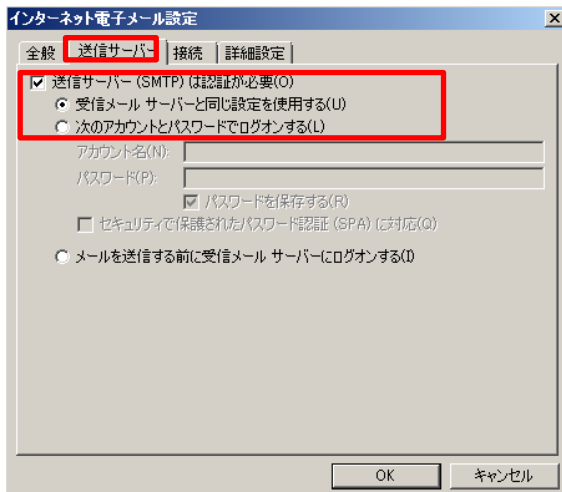 インターネット電子メール設定
全般 送信サーバー 接続 詳細設定
送信サーバー (SMTP) は認証が必要(O)
受信メール サーバーと同じ設定を使用する(U)
次のアカウントとパスワードでログオンする(L)
アカウント名(N):
パスワード(P):
パスワードを保存する(R)
セキュリティで保護されたパスワード認証 (SPA) に対応(Q)
メールを送信する前に受信メール サーバーにログオンする(I)
OK キャンセル